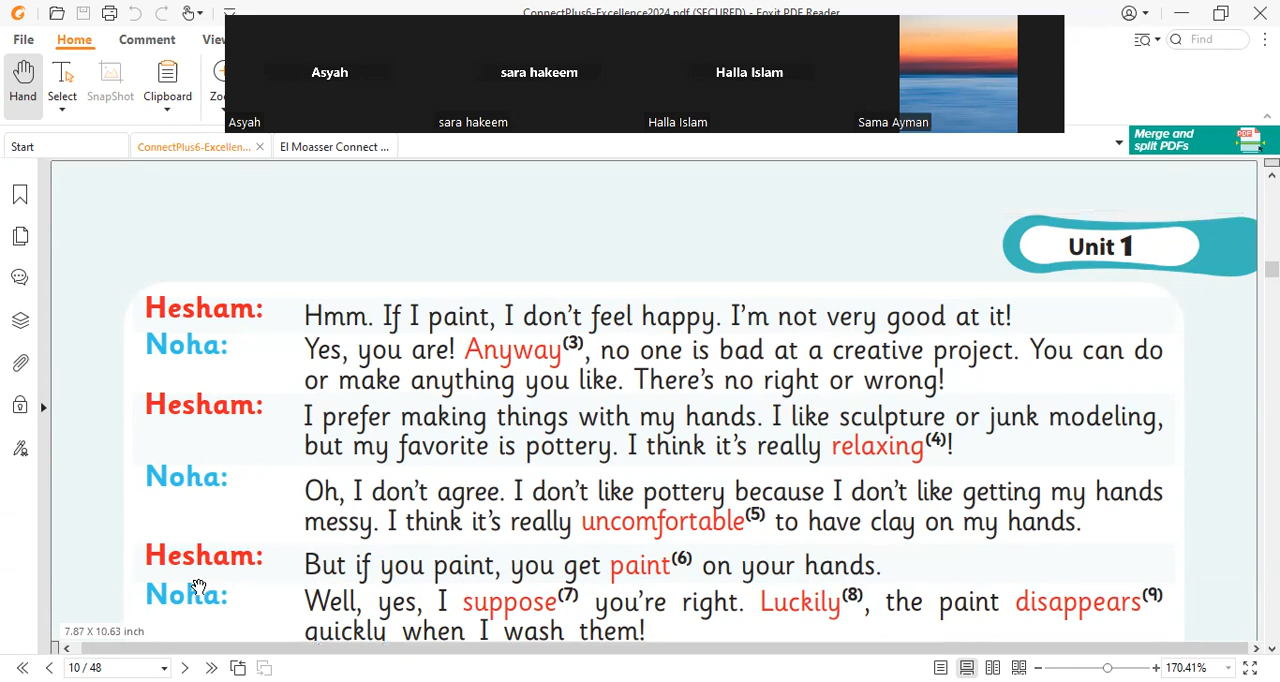 ConnectPlus6-Excellence2024.pdf (SECURED) - Foxit PDF Reader
File Home Comment Vie
Find
Hand Select SnapShot Clipboard Zoo
Asyah sara hakeem Halla Islam
Asyah sara hakeem Halla Islam Sama Ayman
Start ConnectPlus6-Excellen... El Moasser Connect ...
Merge and
split PDFs
Unit 1
Hesham: Hmm. If I paint, I don't feel happy. I'm not very good at it!
Noha: Yes, you are! Anyway(3), no one is bad at a creative project. You can do
or make anything you like. There's no right or wrong!
Hesham: I prefer making things with my hands. I like sculpture or junk modeling,
but my favorite is pottery. I think it's really relaxing(4)!
Noha: Oh, I don't agree. I don't like pottery because I don't like getting my hands
messy. I think it's really uncomfortable(5) to have clay on my hands.
Hesham: But if you paint, you get paint(6) on your hands.
Noha: Well, yes, I suppose(7) you're right. Luckily(8), the paint disappears(9)
quickly when I wash them!
7.87 X 10.63 inch
10 / 48
170.41%